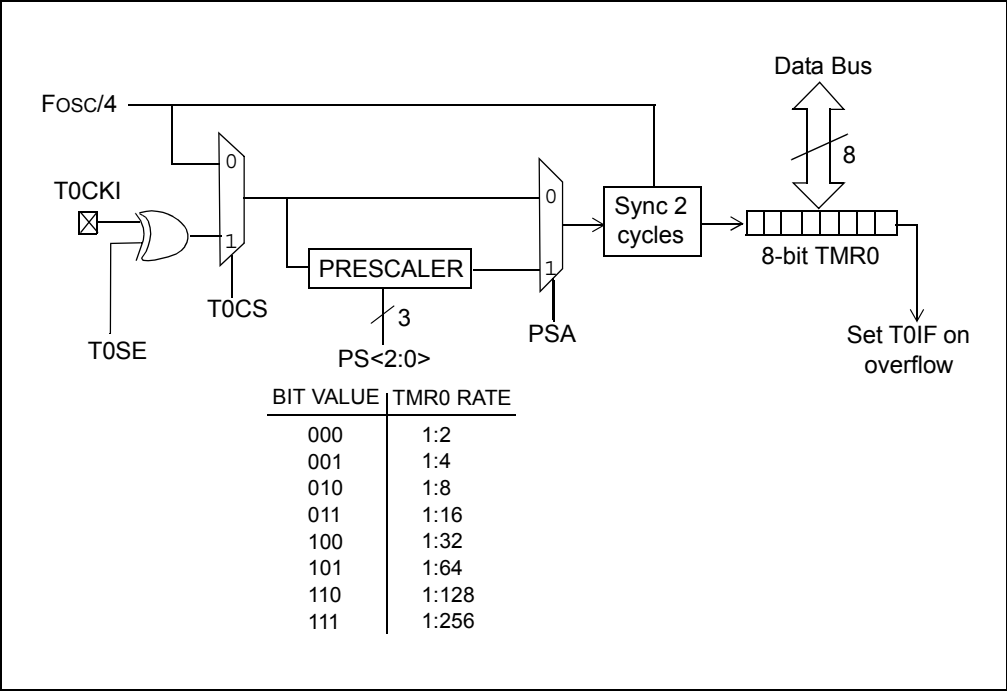 Data Bus
FOSC/4
8
T0CKI
0
1
0
1
Sync 2
cycles
PRESCALER
8-bit TMR0
T0CS
3
T0SE
PSA
Set T0IF on
overflow
PS<2:0>
BIT VALUE TMR0 RATE
000 1:2
001 1:4
010 1:8
011 1:16
100 1:32
101 1:64
110 1:128
111 1:256